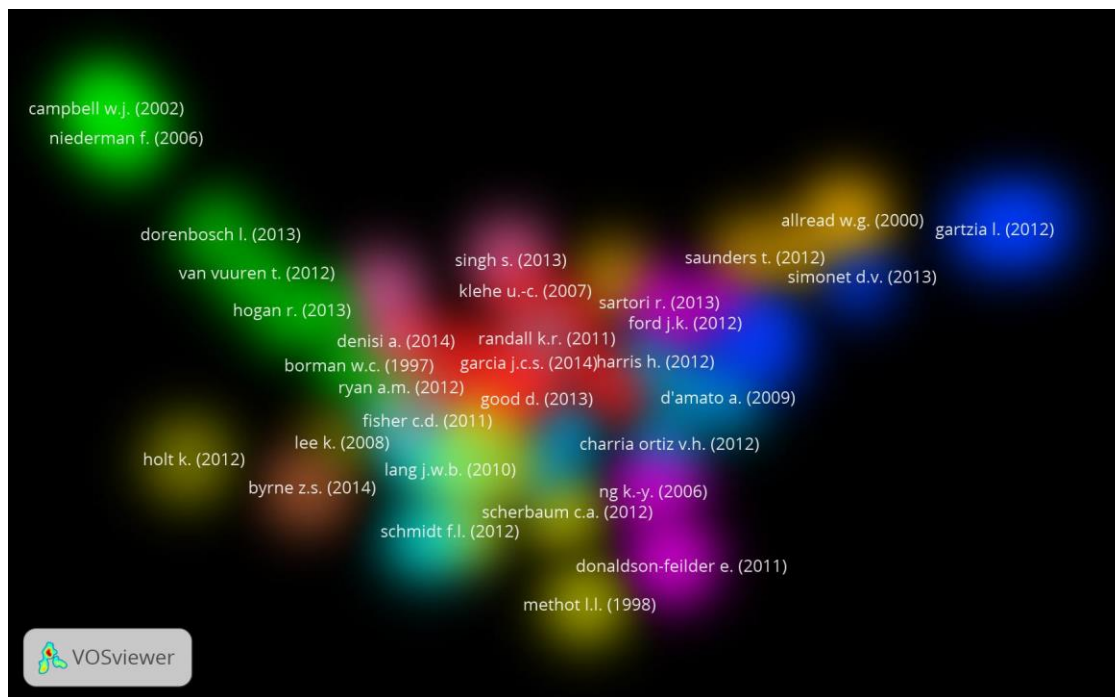 campbell w.j. (2002)
niederman f. (2006)
allread w.g. (2000)
gartzia l. (2012)
dorenbosch l. (2013)
saunders t. (2012)
singh s. (2013)
van vuuren t. (2012)
simonet d.v. (2013)
klehe u.-c. (2007)
sartori r. (2013)
hogan r. (2013)
ford j.k. (2012)
denisi a. (2014)
randall k.r. (2011)
borman w.c. (1997)
garcia j.c.s. (2014)
harris h. (2012)
ryan a.m. (2012)
good d. (2013)
d'amato a. (2009)
fisher c.d. (2011)
lee k. (2008)
charria ortiz v.h. (2012)
holt k. (2012)
lang j.w.b. (2010)
byrne z.s. (2014)
ng k.-y. (2006)
scherbaum c.a. (2012)
schmidt f.l. (2012)
donaldson-feilder e. (2011)
methot l.l. (1998)
VOSviewer